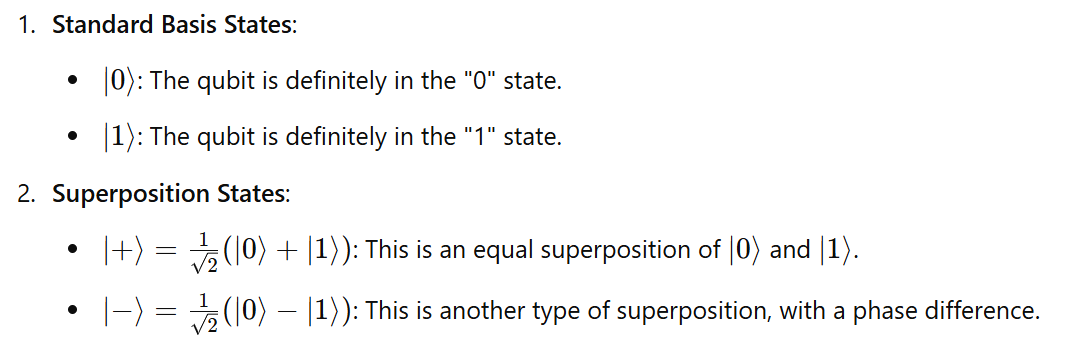 1. Standard Basis States:
• |0⟩: The qubit is definitely in the "0" state.
• |1⟩: The qubit is definitely in the "1" state.
2. Superposition States:
• |+⟩ = 1/√2 (|0⟩ + |1⟩): This is an equal superposition of |0⟩ and |1⟩.
• |−⟩ = 1/√2 (|0⟩ − |1⟩): This is another type of superposition, with a phase difference.